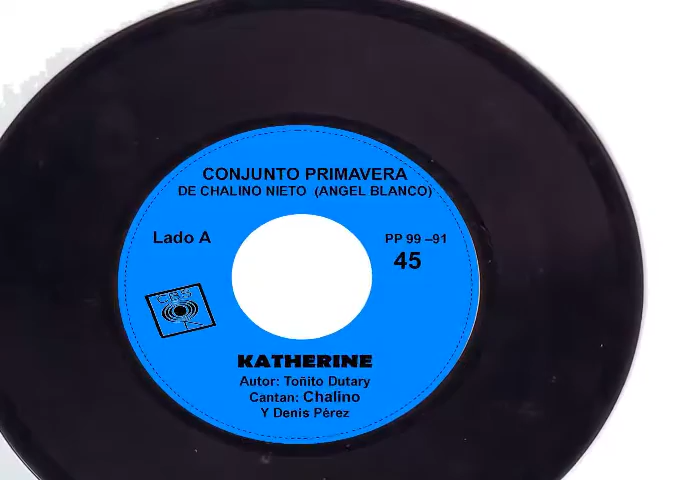 CONJUNTO PRIMAVERA
DE CHALINO NIETO (ANGEL BLANCO)
Lado A
PP 99 –91
45
CBS
KATHERINE
Autor: Toñito Dutary
Cantan: Chalino
Y Denis Pérez